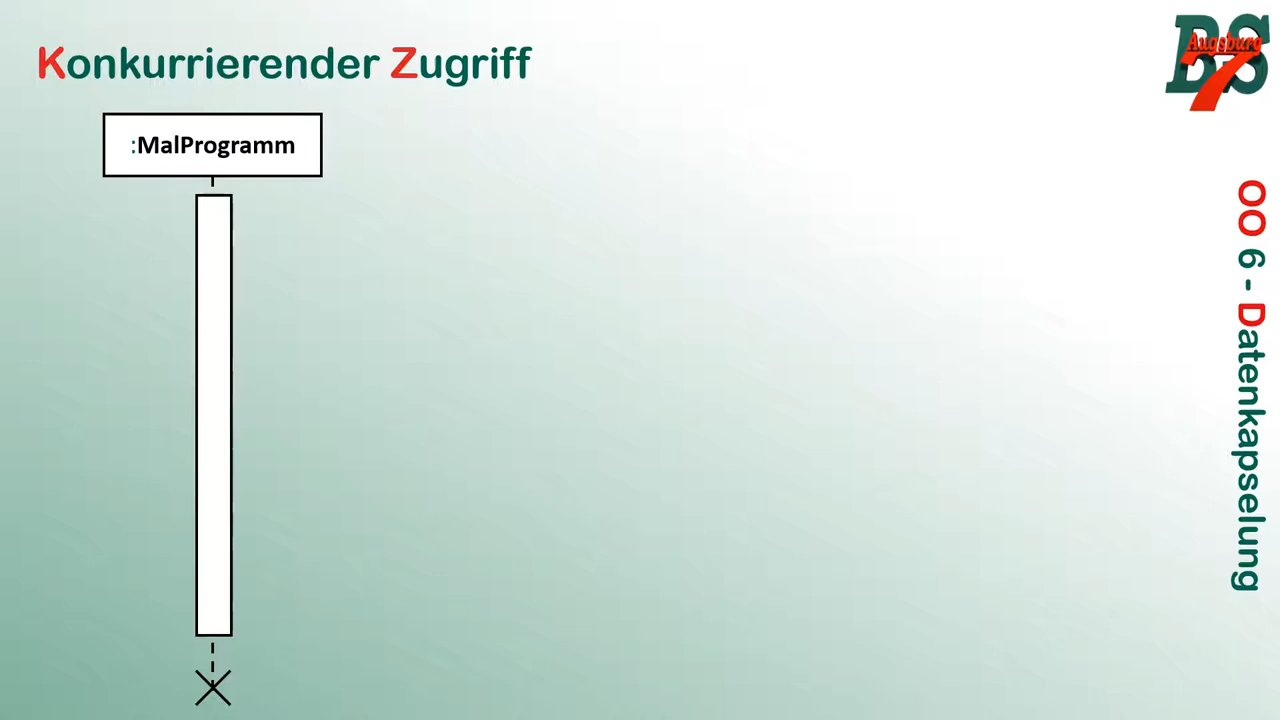 Konkurrierender Zugriff
:MalProgramm
BS
Augsburg
7
OO 6 - Datenkapselung